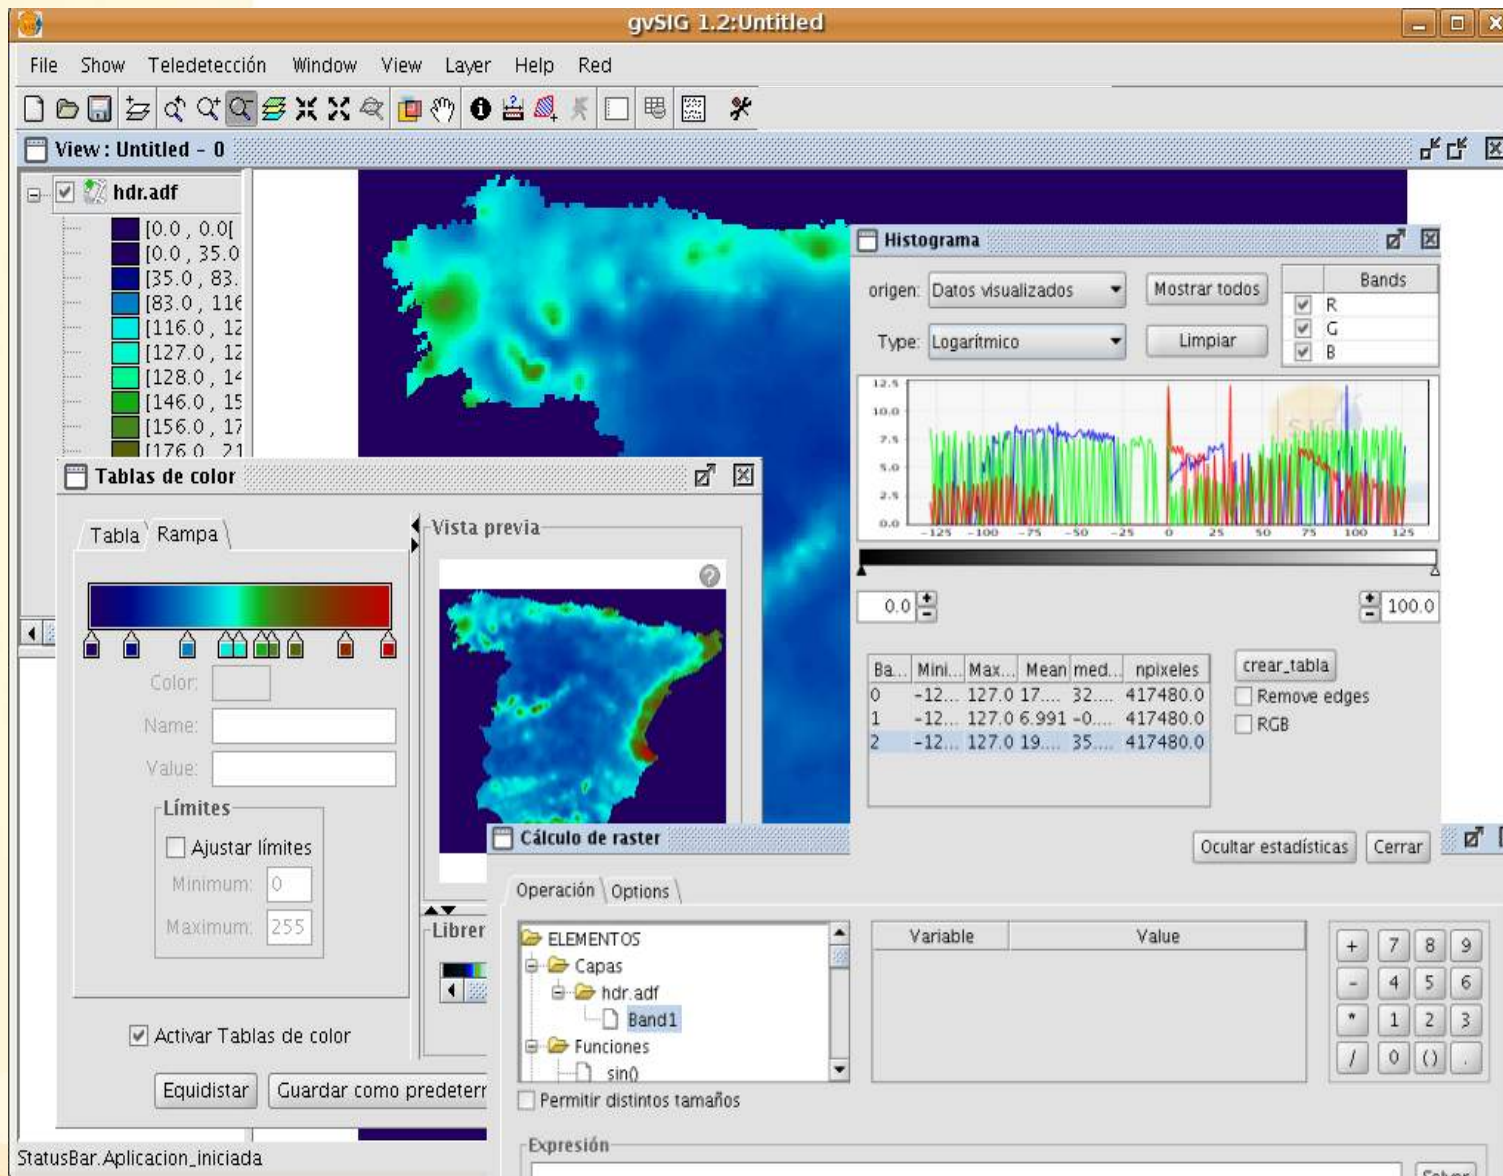 gvSIG 1.2:Untitled
File Show Teledetección Window View Layer Help Red
View : Untitled - 0
hdr.adf
[0.0 , 0.0[
[0.0 , 35.0
[35.0 , 83.
[83.0 , 116
[116.0 , 12
[127.0 , 12
[128.0 , 14
[146.0 , 15
[156.0 , 17
[176.0 , 21
Tablas de color
Tabla Rampa
Color:
Name:
Value:
Límites
Ajustar límites
Minimum: 0
Maximum: 255
Activar Tablas de color
Equidistar Guardar como predeterr
Vista previa
Librer
Histograma
origen: Datos visualizados Mostrar todos
Type: Logarítmico Limpiar
Bands
R
G
B
12.5
10.0
7.5
5.0
2.5
0.0
-125 -100 -75 -50 -25 0 25 50 75 100 125
0.0 100.0
Ba... Mini... Max... Mean med... npixeles
0 -12... 127.0 17.... 32.... 417480.0
1 -12... 127.0 6.991 -0.... 417480.0
2 -12... 127.0 19.... 35.... 417480.0
crear_tabla
Remove edges
RGB
Ocultar estadísticas Cerrar
Cálculo de raster
Operación Options
ELEMENTOS
Capas
hdr.adf
Band1
Funciones
sin()
Variable Value
+ 7 8 9
- 4 5 6
* 1 2 3
/ 0 () .
Permitir distintos tamaños
Expresión
StatusBar.Aplicacion_iniciada